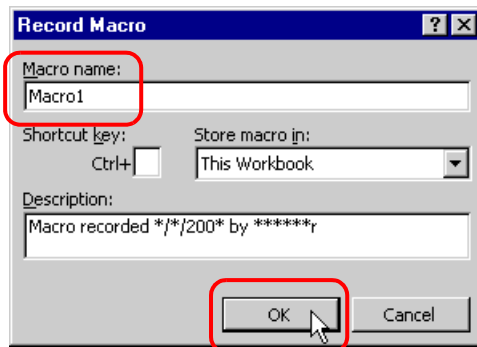 Record Macro
Macro name:
Macro1
Shortcut key: Store macro in:
Ctrl+ This Workbook
Description:
Macro recorded */*/200* by ******r
OK Cancel